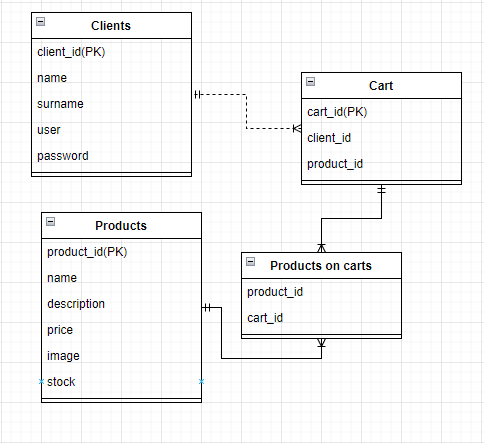 Clients
client_id(PK)
name
surname
user
password
Cart
cart_id(PK)
client_id
product_id
Products
product_id(PK)
name
description
price
image
stock
Products on carts
product_id
cart_id